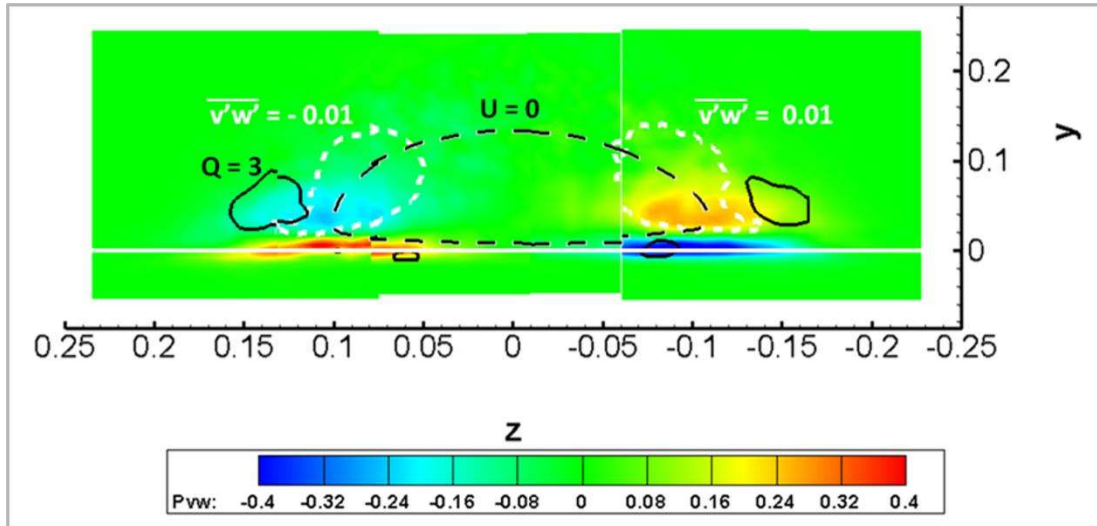 0.2
v'w' = - 0.01
U = 0
v'w' = 0.01
y
0.1
Q = 3
0
0.25 0.2 0.15 0.1 0.05 0 -0.05 -0.1 -0.15 -0.2 -0.25
z
Pvw: -0.4 -0.32 -0.24 -0.16 -0.08 0 0.08 0.16 0.24 0.32 0.4